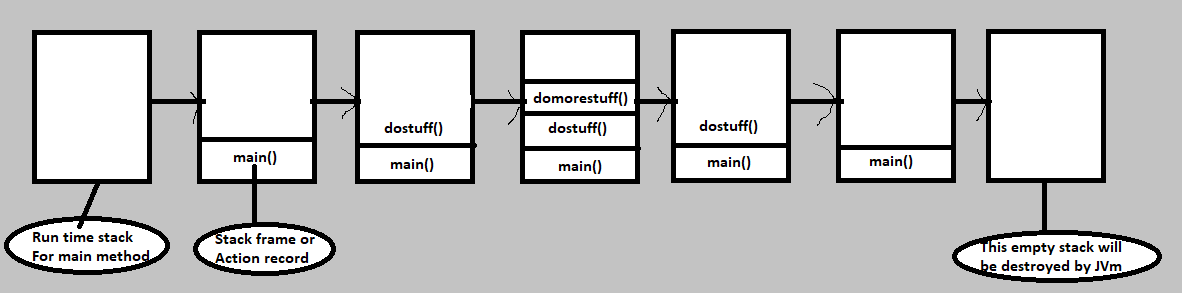 main()
dostuff()
main()
domorestuff()
dostuff()
main()
dostuff()
main()
main()
Run time stack
For main method
Stack frame or
Action record
This empty stack will
be destroyed by JVm